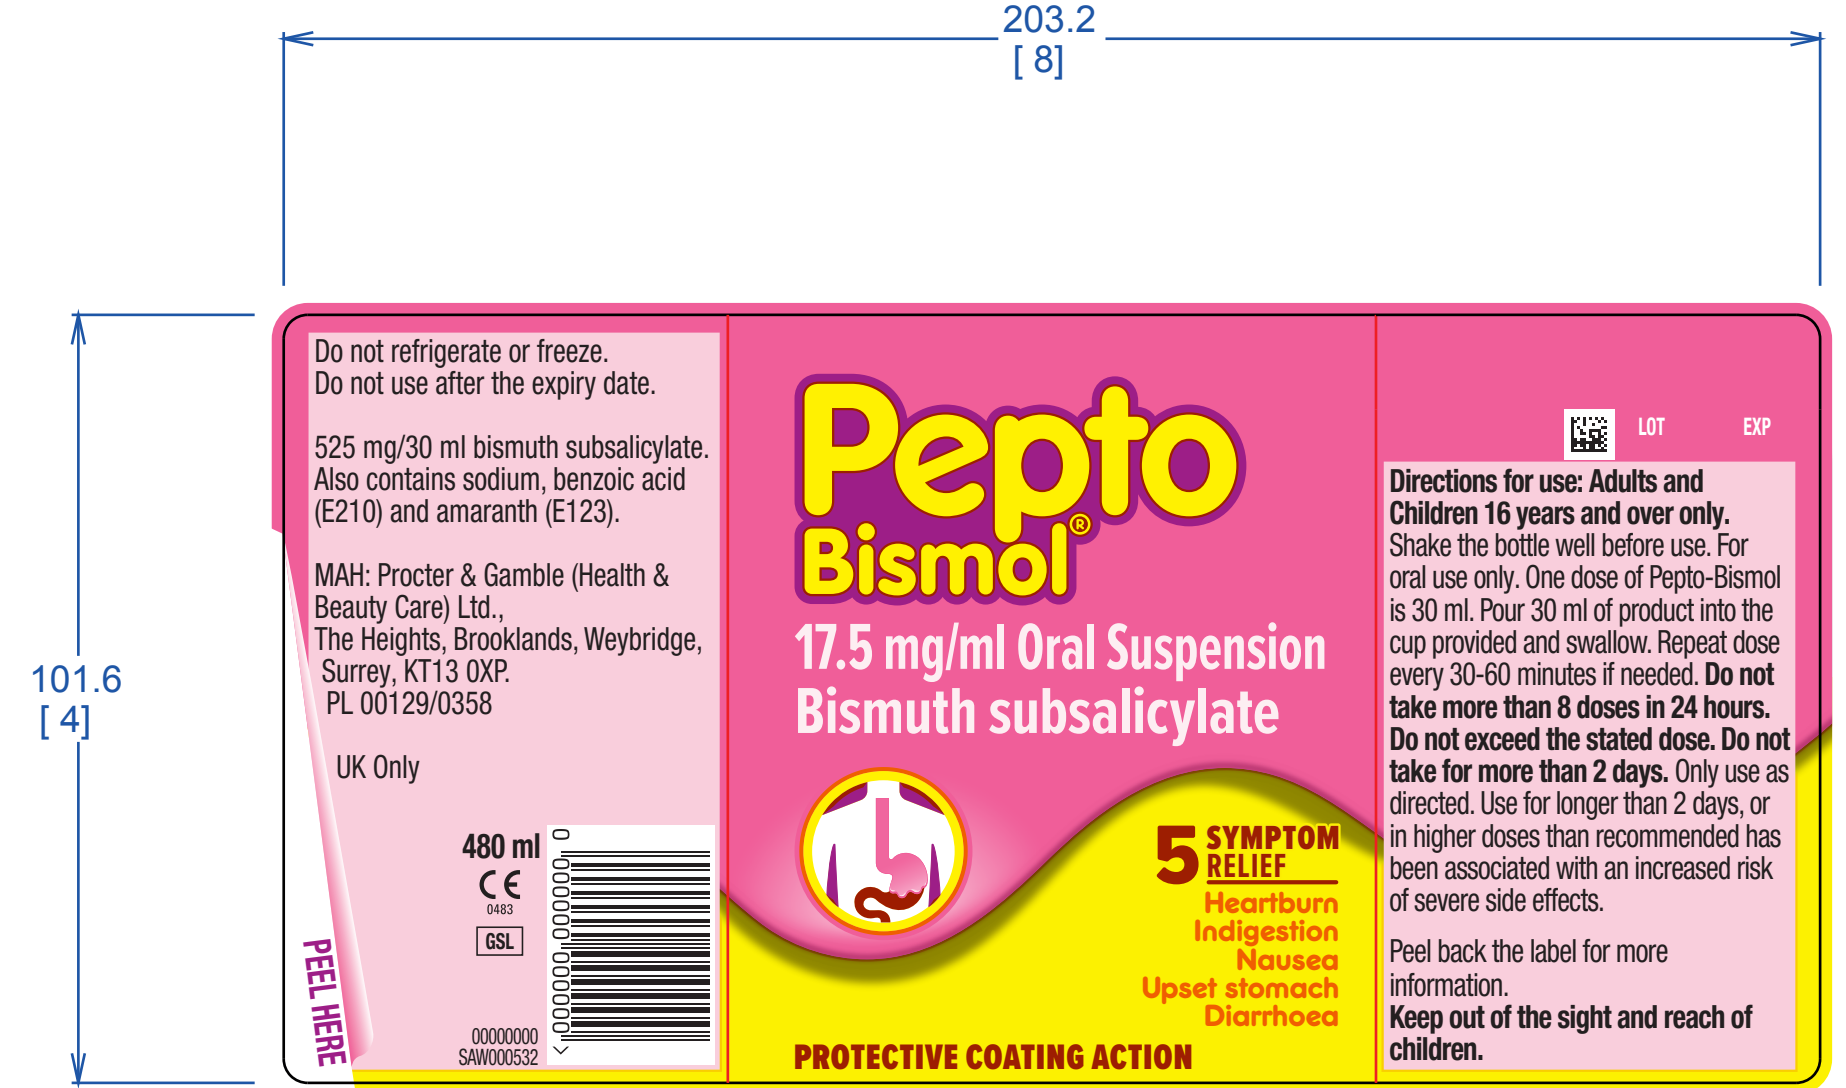 203.2
[ 8]
101.6
[ 4]
Do not refrigerate or freeze.
Do not use after the expiry date.
525 mg/30 ml bismuth subsalicylate.
Also contains sodium, benzoic acid
(E210) and amaranth (E123).
MAH: Procter & Gamble (Health &
Beauty Care) Ltd.,
The Heights, Brooklands, Weybridge,
Surrey, KT13 0XP.
PL 00129/0358
UK Only
480 ml
CE
0483
GSL
00000000
SAW000532
<000000.000000 0
PEEL HERE
Pepto
Bismol®
17.5 mg/ml Oral Suspension
Bismuth subsalicylate
5 SYMPTOM
RELIEF
Heartburn
Indigestion
Nausea
Upset stomach
Diarrhoea
PROTECTIVE COATING ACTION
LOT EXP
Directions for use: Adults and
Children 16 years and over only.
Shake the bottle well before use. For
oral use only. One dose of Pepto-Bismol
is 30 ml. Pour 30 ml of product into the
cup provided and swallow. Repeat dose
every 30-60 minutes if needed. Do not
take more than 8 doses in 24 hours.
Do not exceed the stated dose. Do not
take for more than 2 days. Only use as
directed. Use for longer than 2 days, or
in higher doses than recommended has
been associated with an increased risk
of severe side effects.
Peel back the label for more
information.
Keep out of the sight and reach of
children.